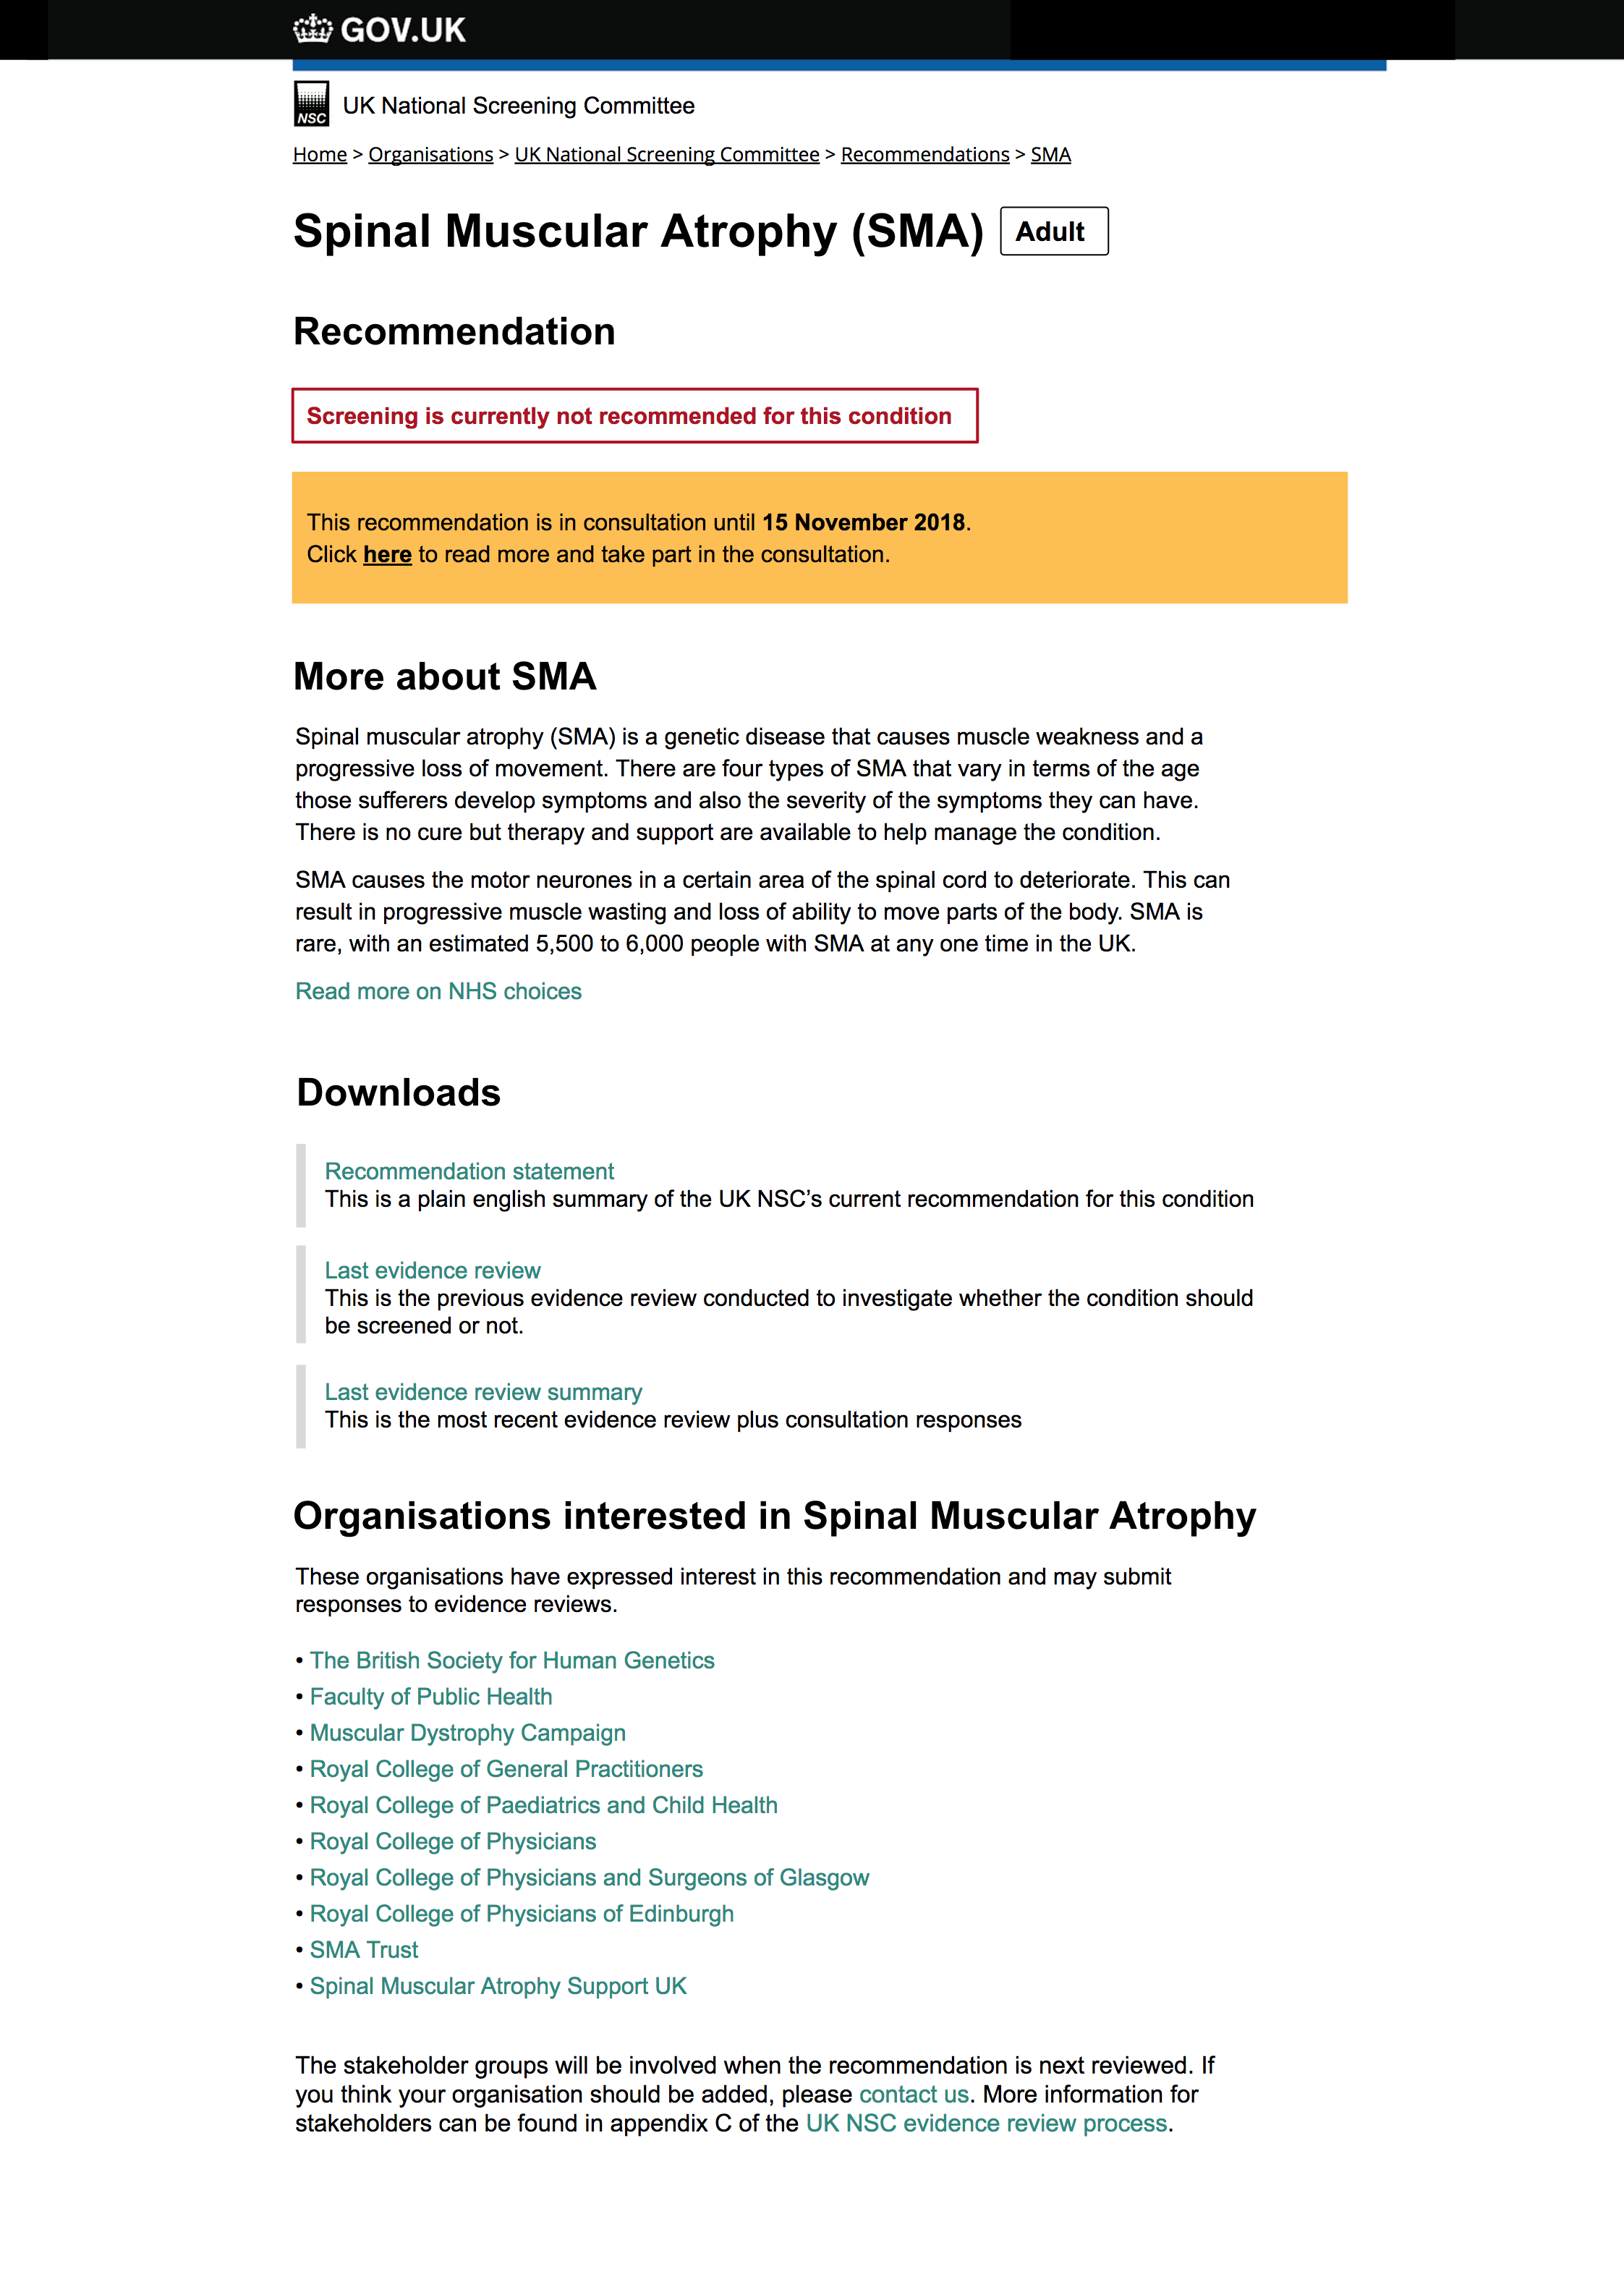 GOV.UK
NSC
UK National Screening Committee
Home > Organisations > UK National Screening Committee > Recommendations > SMA
Spinal Muscular Atrophy (SMA) Adult
Recommendation
Screening is currently not recommended for this condition
This recommendation is in consultation until 15 November 2018.
Click here to read more and take part in the consultation.
More about SMA
Spinal muscular atrophy (SMA) is a genetic disease that causes muscle weakness and a
progressive loss of movement. There are four types of SMA that vary in terms of the age
those sufferers develop symptoms and also the severity of the symptoms they can have.
There is no cure but therapy and support are available to help manage the condition.
SMA causes the motor neurones in a certain area of the spinal cord to deteriorate. This can
result in progressive muscle wasting and loss of ability to move parts of the body. SMA is
rare, with an estimated 5,500 to 6,000 people with SMA at any one time in the UK.
Read more on NHS choices
Downloads
Recommendation statement
This is a plain english summary of the UK NSC’s current recommendation for this condition
Last evidence review
This is the previous evidence review conducted to investigate whether the condition should
be screened or not.
Last evidence review summary
This is the most recent evidence review plus consultation responses
Organisations interested in Spinal Muscular Atrophy
These organisations have expressed interest in this recommendation and may submit
responses to evidence reviews.
• The British Society for Human Genetics
• Faculty of Public Health
• Muscular Dystrophy Campaign
• Royal College of General Practitioners
• Royal College of Paediatrics and Child Health
• Royal College of Physicians
• Royal College of Physicians and Surgeons of Glasgow
• Royal College of Physicians of Edinburgh
• SMA Trust
• Spinal Muscular Atrophy Support UK
The stakeholder groups will be involved when the recommendation is next reviewed. If
you think your organisation should be added, please contact us. More information for
stakeholders can be found in appendix C of the UK NSC evidence review process.